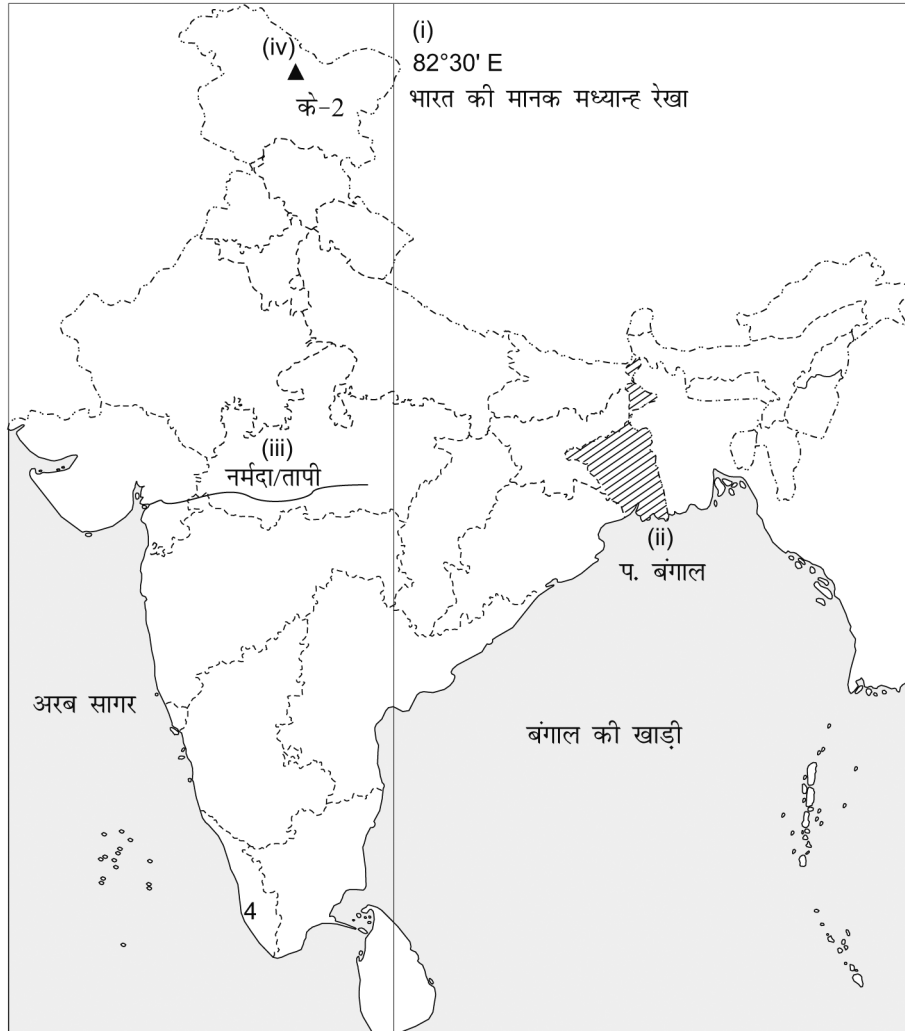 (i)
82°30' E
भारत की मानक मध्यान्ह रेखा
(iv)
के-2
(iii)
नर्मदा/तापी
(ii)
प. बंगाल
अरब सागर
बंगाल की खाड़ी
4